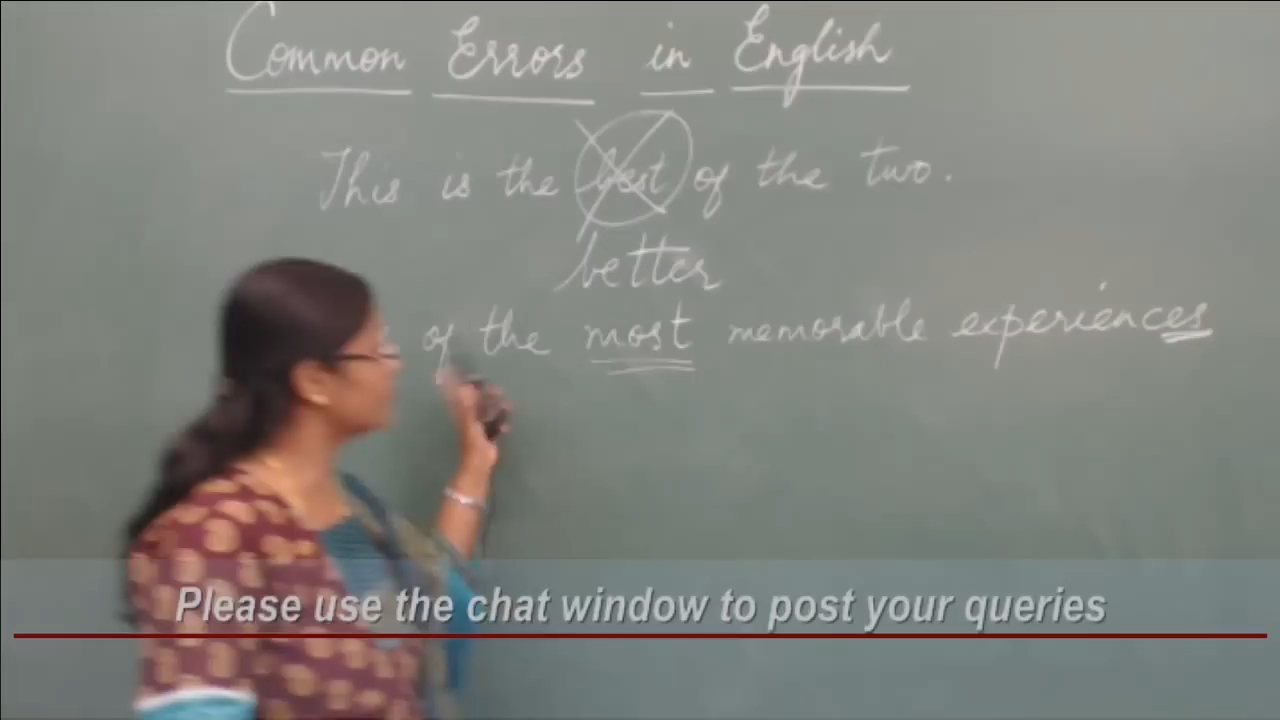 Common Errors in English
This is the best of the two.
better
of the most memorable experiences
Please use the chat window to post your queries